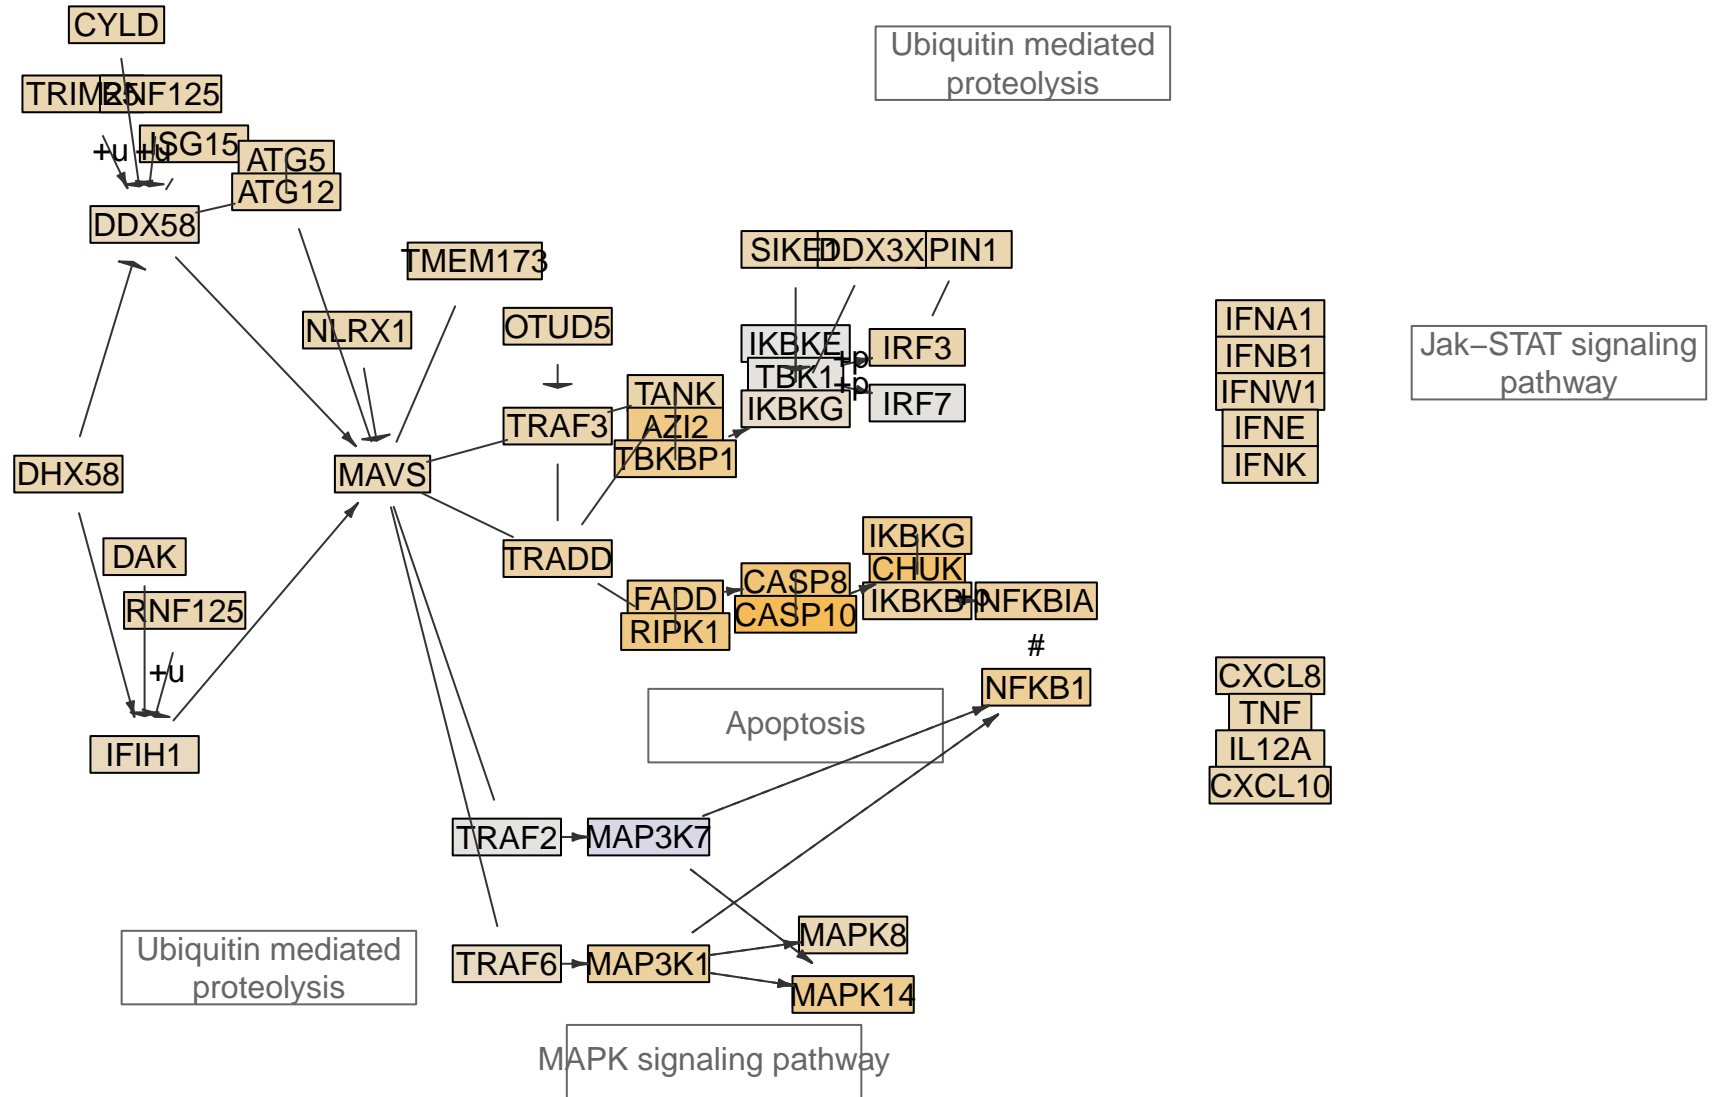 CYLD
Ubiquitin mediated
proteolysis
TRIM25
RNF125
ISG15
+u
+u
ATG5
ATG12
DDX58
TMEM173
SIKE1
DDX3X
PIN1
NLRX1
OTUD5
IKBKE
+p
IRF3
IFNA1
IFNB1
IFNW1
IFNE
IFNK
Jak−STAT signaling
pathway
TBK1
+p
IKBKG
IRF7
TANK
AZI2
TBKBP1
TRAF3
DHX58
MAVS
DAK
RNF125
+u
IFIH1
TRADD
FADD
RIPK1
CASP8
CASP10
IKBKG
CHUK
IKBKB
+p
NFKBIA
#
NFKB1
CXCL8
TNF
IL12A
CXCL10
Apoptosis
TRAF2
MAP3K7
Ubiquitin mediated
proteolysis
TRAF6
MAP3K1
MAPK8
MAPK14
MAPK signaling pathway